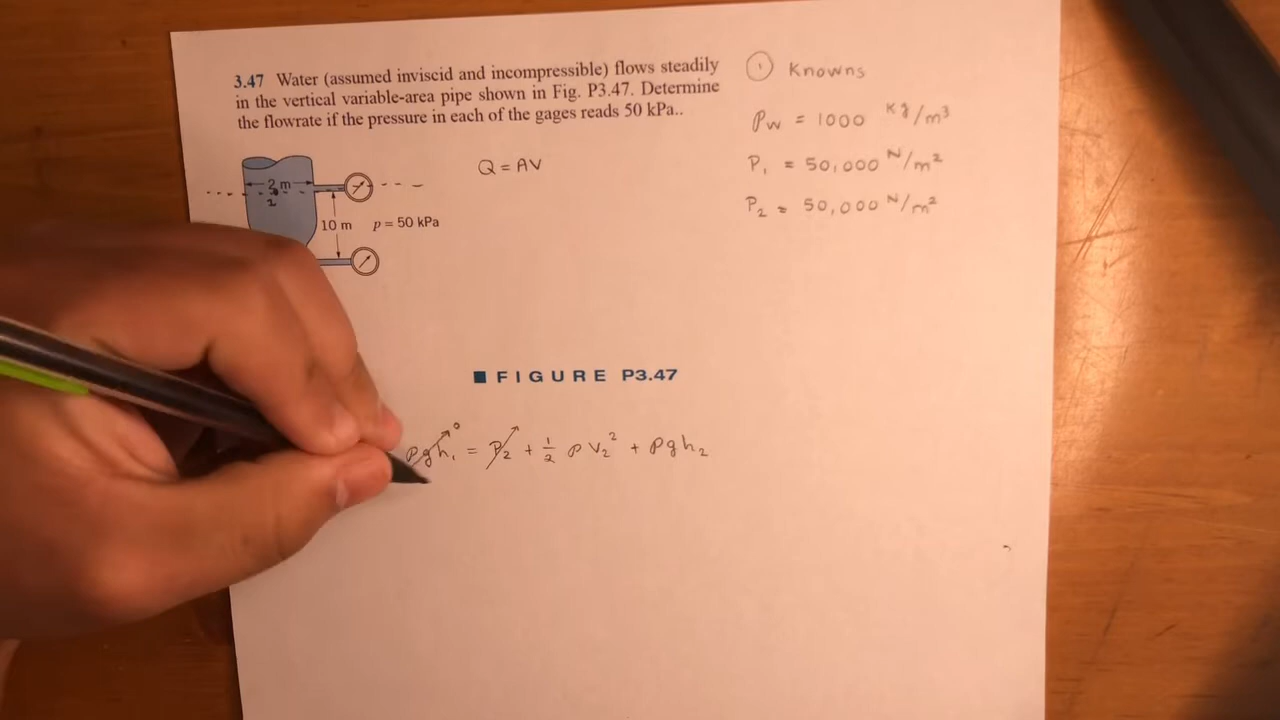 3.47 Water (assumed inviscid and incompressible) flows steadily
in the vertical variable-area pipe shown in Fig. P3.47. Determine
the flowrate if the pressure in each of the gages reads 50 kPa..
① Knowns
ρw = 1000 Kg/m³
P₁ = 50,000 N/m²
P₂ = 50,000 N/m²
Q = AV
2 m
2
10 m p = 50 kPa
■ FIGURE P3.47
ρgh₁ ⁰ = P₂ + ½ ρV₂² + ρgh₂